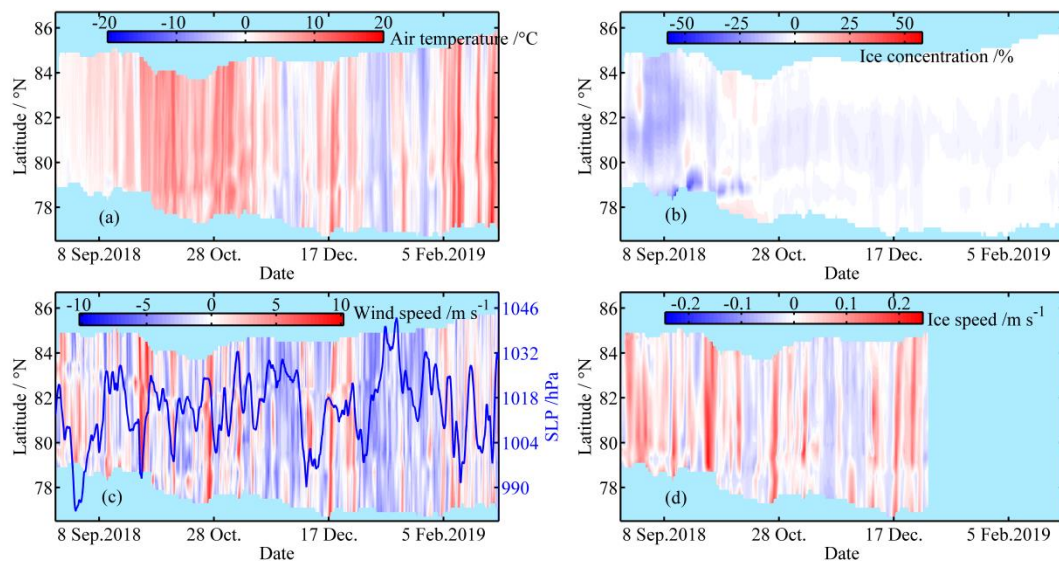 -20 -10 0 10 20
Air temperature /°C
86
84
82
80
78
Latitude / °N
(a)
8 Sep.2018 28 Oct. 17 Dec. 5 Feb.2019
Date
-50 -25 0 25 50
Ice concentration /%
86
84
82
80
78
Latitude / °N
(b)
8 Sep.2018 28 Oct. 17 Dec. 5 Feb.2019
Date
-10 -5 0 5 10
Wind speed /m s⁻¹
86
84
82
80
78
Latitude / °N
1046
1032
1018
1004
990
SLP /hPa
(c)
8 Sep.2018 28 Oct. 17 Dec. 5 Feb.2019
Date
-0.2 -0.1 0 0.1 0.2
Ice speed /m s⁻¹
86
84
82
80
78
Latitude / °N
(d)
8 Sep.2018 28 Oct. 17 Dec. 5 Feb.2019
Date